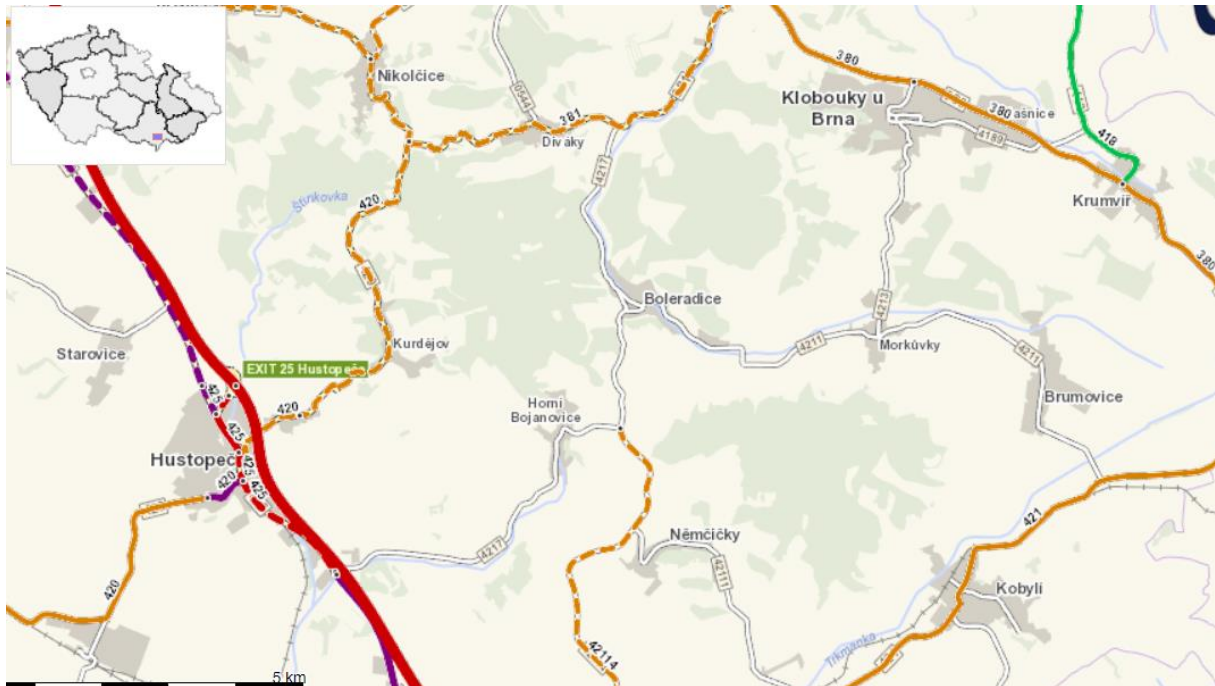 Nikolčice
0544
381
Diváky
4217
420
Štinkovka
Klobouky u
Brna
380
380
ašnice
4189
418
Krumvíř
380
Boleradice
4213
4211
Morkůvky
4211
Brumovice
Starovice
Kurdějov
EXIT 25 Hustopeče
425
420
Horní
Bojanovice
425
Hustopeč
425
425
420
420
4217
Němčičky
42111
421
Kobylí
Trkmanka
42114
5 km